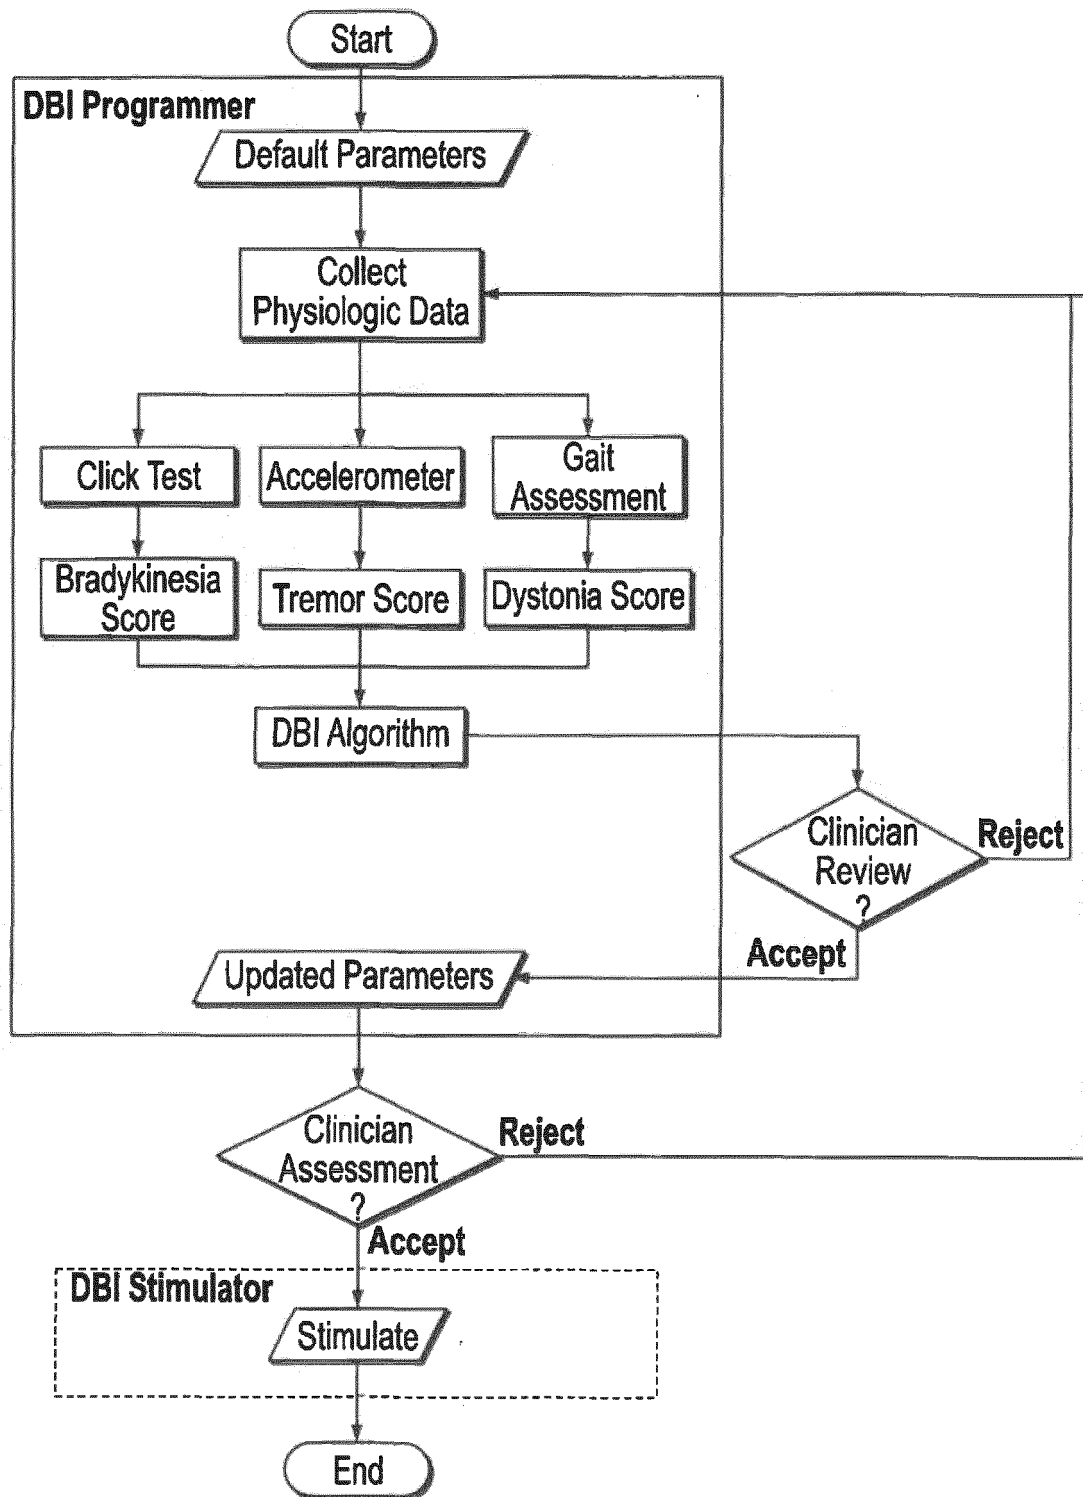 Start
DBI Programmer
Default Parameters
Collect
Physiologic Data
Click Test
Accelerometer
Gait
Assessment
Bradykinesia
Score
Tremor Score
Dystonia Score
DBI Algorithm
Clinician
Review
?
Reject
Accept
Updated Parameters
Clinician
Assessment
?
Reject
Accept
DBI Stimulator
Stimulate
End